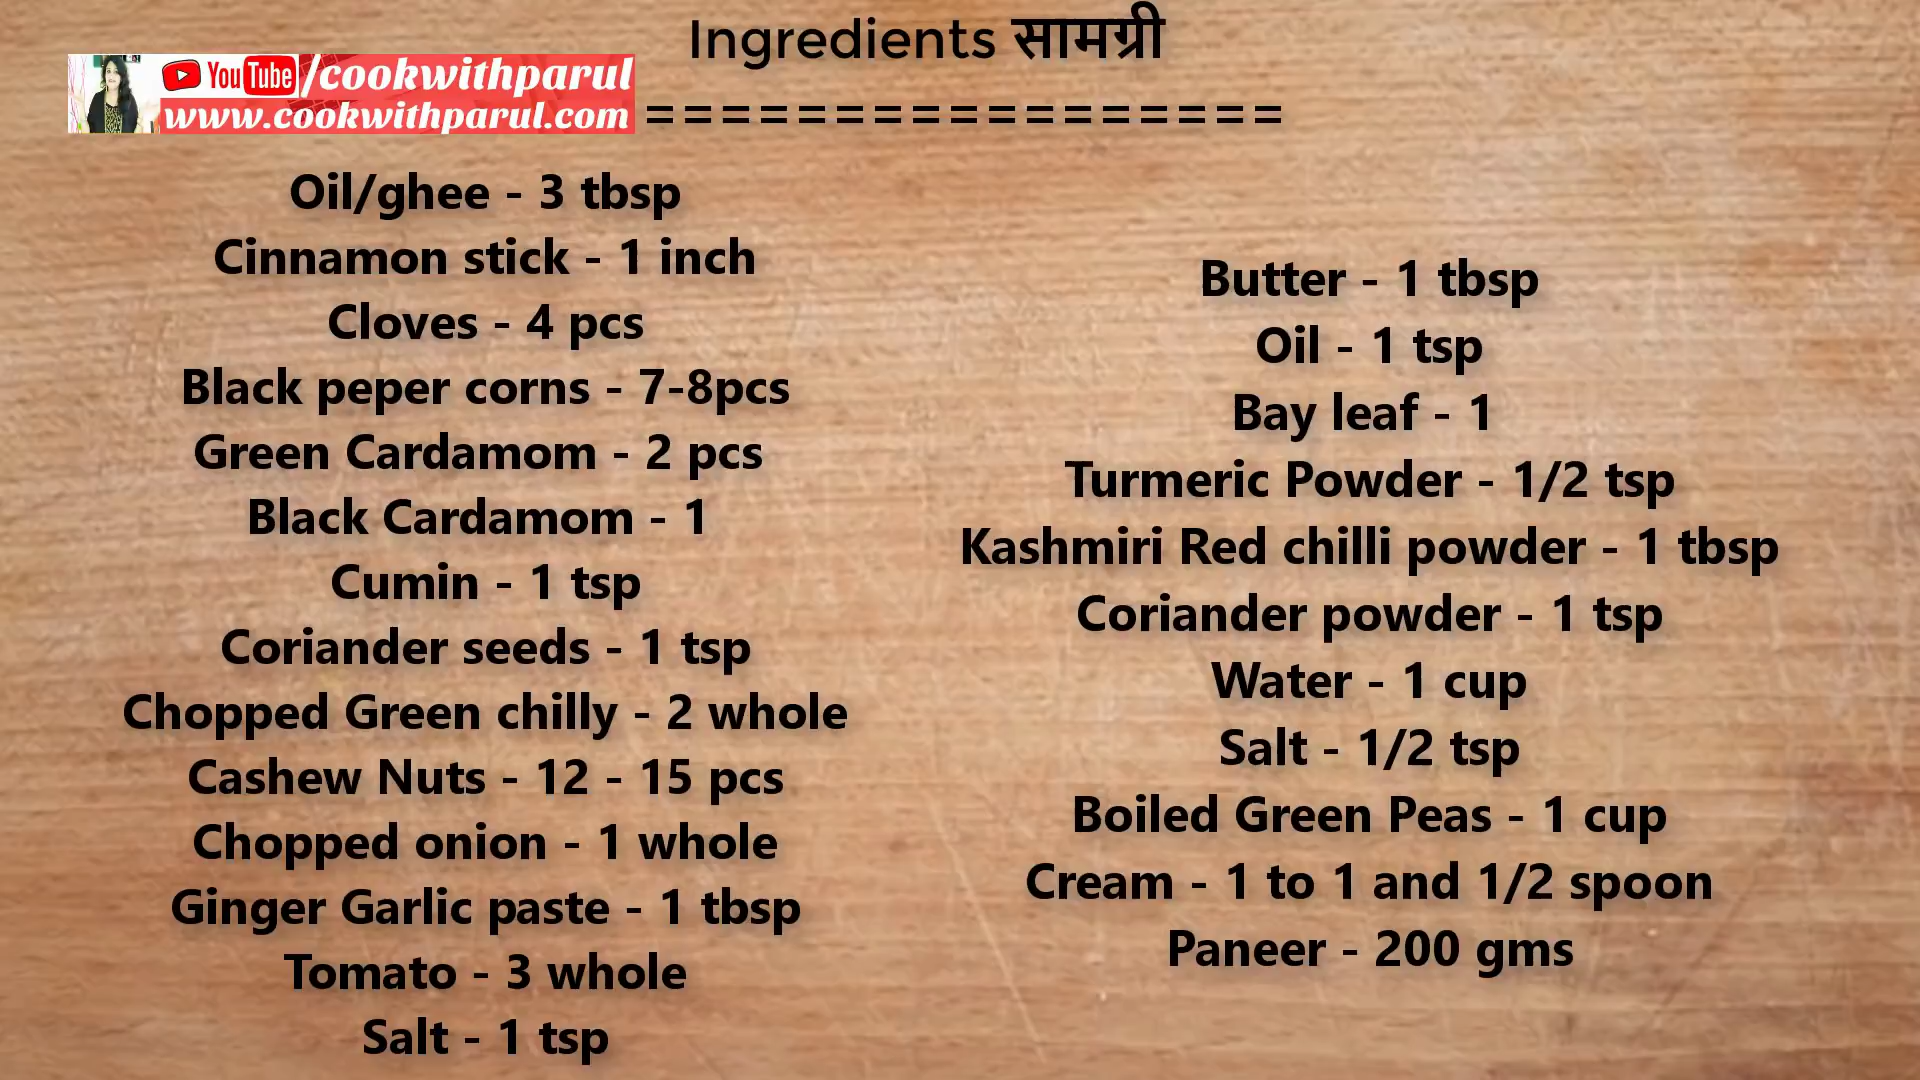 Ingredients सामग्री
YouTube /cookwithparul
www.cookwithparul.com
=================
Oil/ghee - 3 tbsp
Cinnamon stick - 1 inch
Cloves - 4 pcs
Black peper corns - 7-8pcs
Green Cardamom - 2 pcs
Black Cardamom - 1
Cumin - 1 tsp
Coriander seeds - 1 tsp
Chopped Green chilly - 2 whole
Cashew Nuts - 12 - 15 pcs
Chopped onion - 1 whole
Ginger Garlic paste - 1 tbsp
Tomato - 3 whole
Salt - 1 tsp
Butter - 1 tbsp
Oil - 1 tsp
Bay leaf - 1
Turmeric Powder - 1/2 tsp
Kashmiri Red chilli powder - 1 tbsp
Coriander powder - 1 tsp
Water - 1 cup
Salt - 1/2 tsp
Boiled Green Peas - 1 cup
Cream - 1 to 1 and 1/2 spoon
Paneer - 200 gms